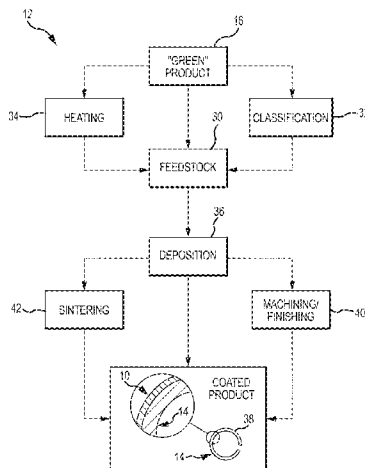 12
16
"GREEN"
PRODUCT
30
34
HEATING
CLASSIFICATION
FEEDSTOCK
36
DEPOSITION
42
SINTERING
MACHINING/
FINISHING
40
COATED
PRODUCT
10
14
38
14